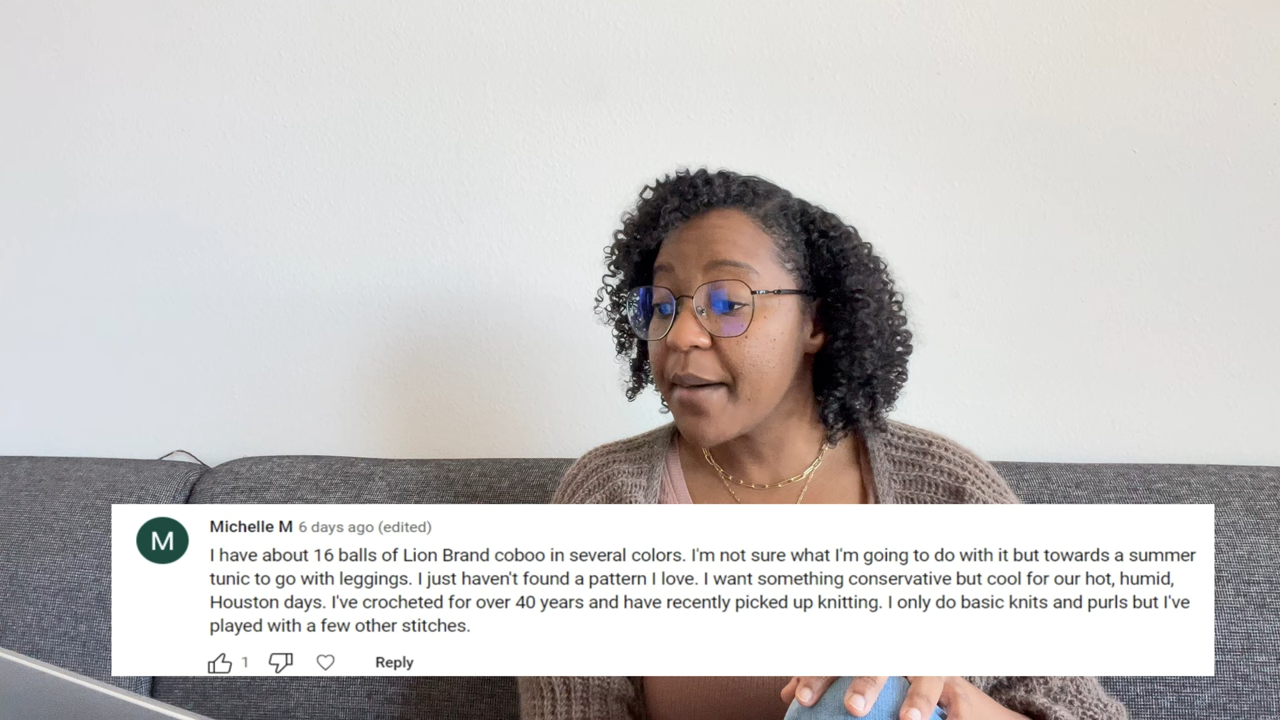 M
Michelle M 6 days ago (edited)
I have about 16 balls of Lion Brand coboo in several colors. I'm not sure what I'm going to do with it but towards a summer
tunic to go with leggings. I just haven't found a pattern I love. I want something conservative but cool for our hot, humid,
Houston days. I've crocheted for over 40 years and have recently picked up knitting. I only do basic knits and purls but I've
played with a few other stitches.
1 Reply